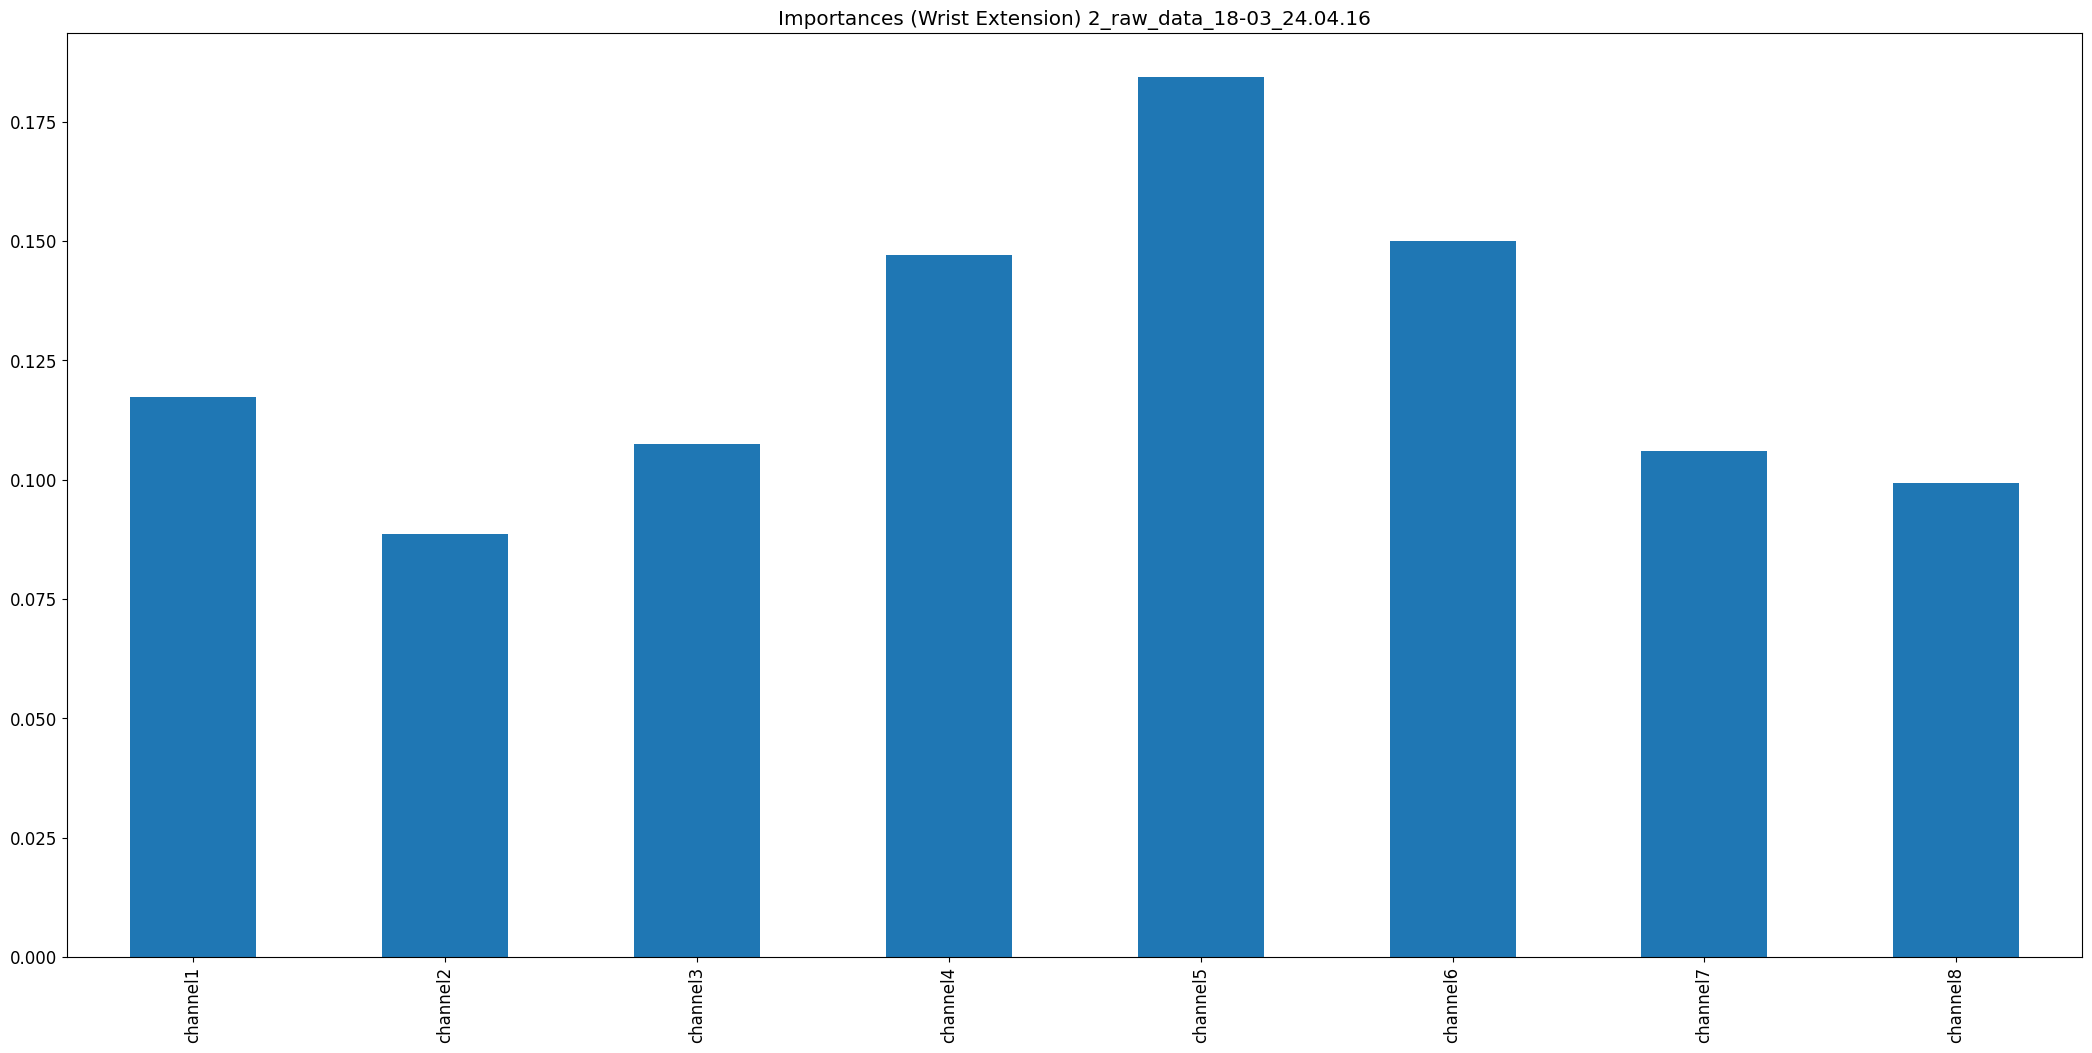 Importances (Wrist Extension) 2_raw_data_18-03_24.04.16
0.175
0.150
0.125
0.100
0.075
0.050
0.025
0.000
channel1
channel2
channel3
channel4
channel5
channel6
channel7
channel8